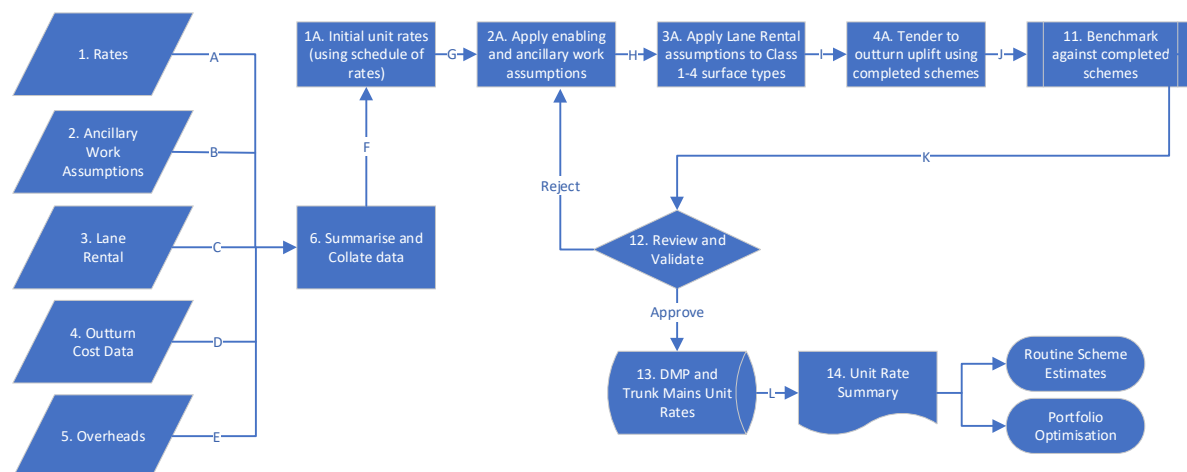 1. Rates
A
2. Ancillary
Work
Assumptions
B
3. Lane
Rental
C
4. Outturn
Cost Data
D
5. Overheads
E
6. Summarise and
Collate data
F
1A. Initial unit rates
(using schedule of
rates)
G
2A. Apply enabling
and ancillary work
assumptions
H
3A. Apply Lane Rental
assumptions to Class
1-4 surface types
I
4A. Tender to
outturn uplift using
completed schemes
J
11. Benchmark
against completed
schemes
K
Reject
12. Review and
Validate
Approve
13. DMP and
Trunk Mains Unit
Rates
L
14. Unit Rate
Summary
Routine Scheme
Estimates
Portfolio
Optimisation